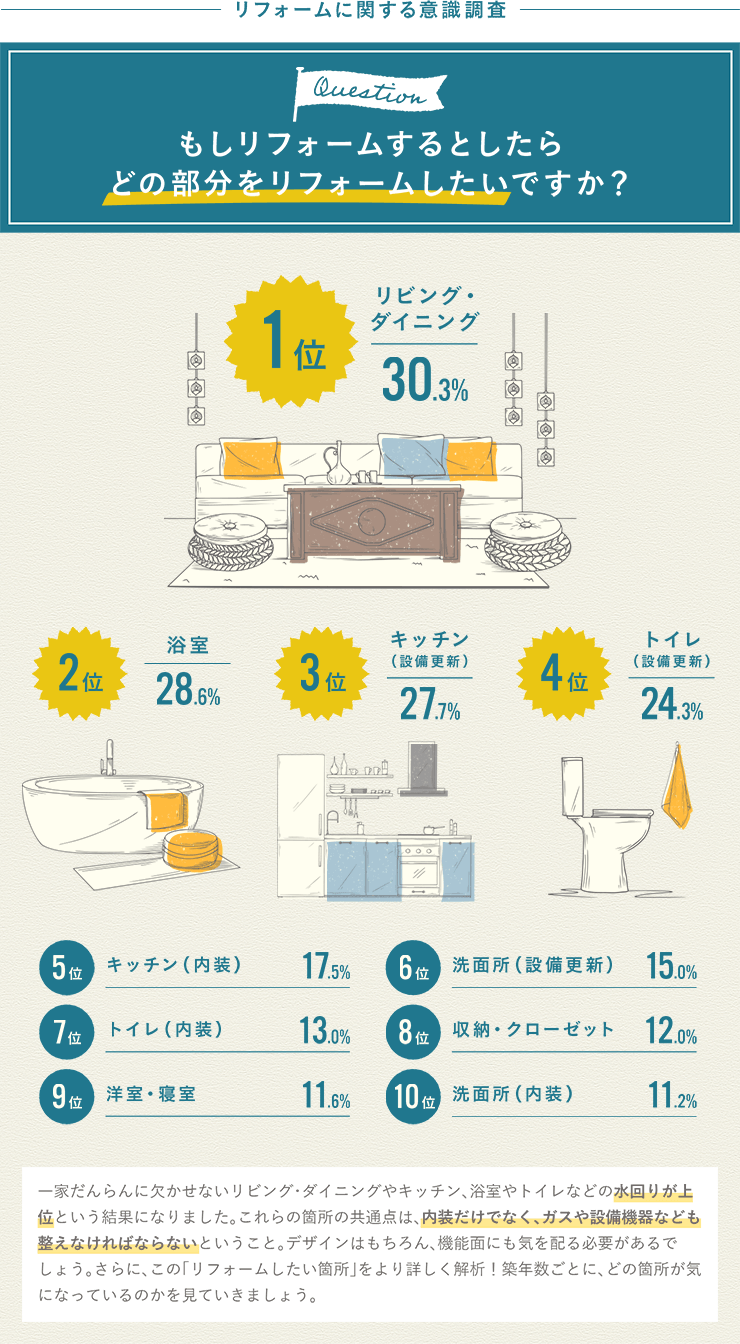 リフォームに関する意識調査
Question
もしリフォームするとしたら
どの部分をリフォームしたいですか？
1位
リビング・
ダイニング
30.3%
2位
浴室
28.6%
3位
キッチン
（設備更新）
27.7%
4位
トイレ
（設備更新）
24.3%
5位 キッチン（内装） 17.5%
6位 洗面所（設備更新） 15.0%
7位 トイレ（内装） 13.0%
8位 収納・クローゼット 12.0%
9位 洋室・寝室 11.6%
10位 洗面所（内装） 11.2%
一家だんらんに欠かせないリビング・ダイニングやキッチン、浴室やトイレなどの水回りが上
位という結果になりました。これらの箇所の共通点は、内装だけでなく、ガスや設備機器なども
整えなければならないということ。デザインはもちろん、機能面にも気を配る必要があるで
しょう。さらに、この「リフォームしたい箇所」をより詳しく解析！築年数ごとに、どの箇所が気
になっているのかを見ていきましょう。